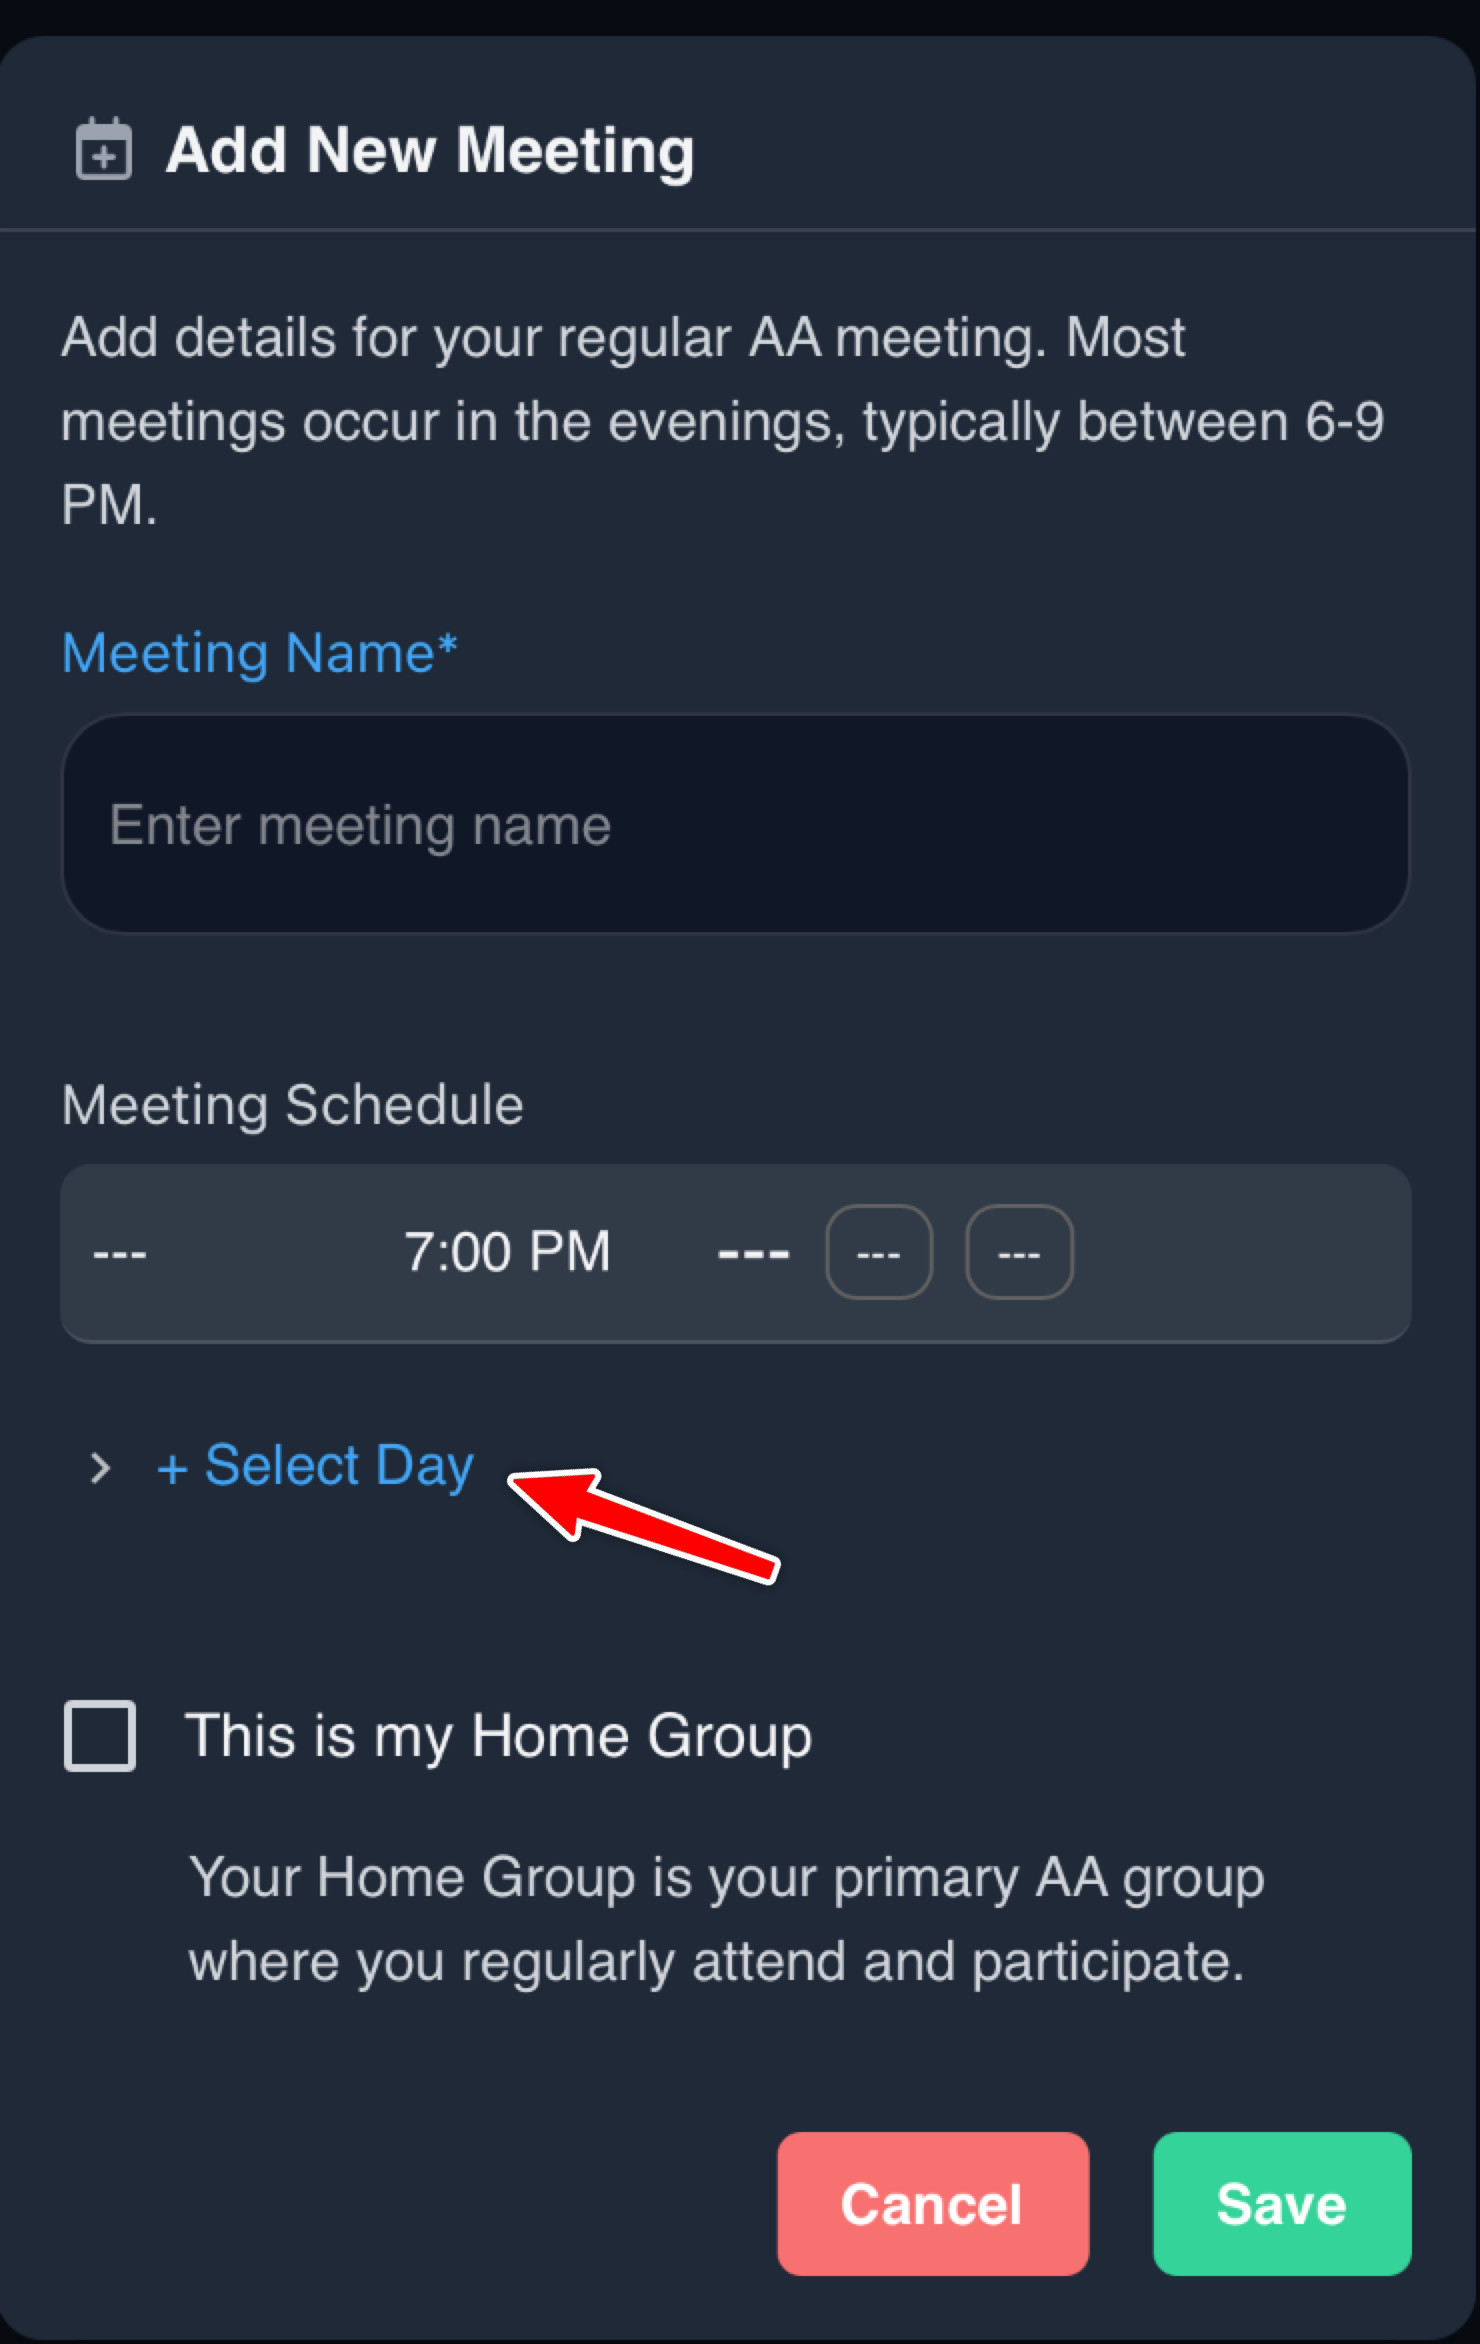 Add New Meeting
Add details for your regular AA meeting. Most
meetings occur in the evenings, typically between 6-9
PM.
Meeting Name*
Enter meeting name
Meeting Schedule
--- 7:00 PM --- --- ---
+ Select Day
This is my Home Group
Your Home Group is your primary AA group
where you regularly attend and participate.
Cancel Save